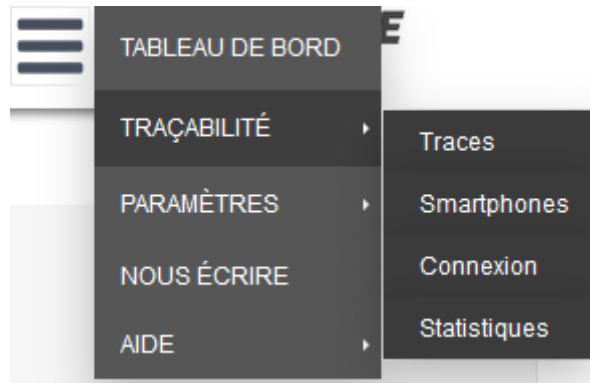 E
TABLEAU DE BORD
TRAÇABILITÉ
PARAMÈTRES
NOUS ÉCRIRE
AIDE
Traces
Smartphones
Connexion
Statistiques